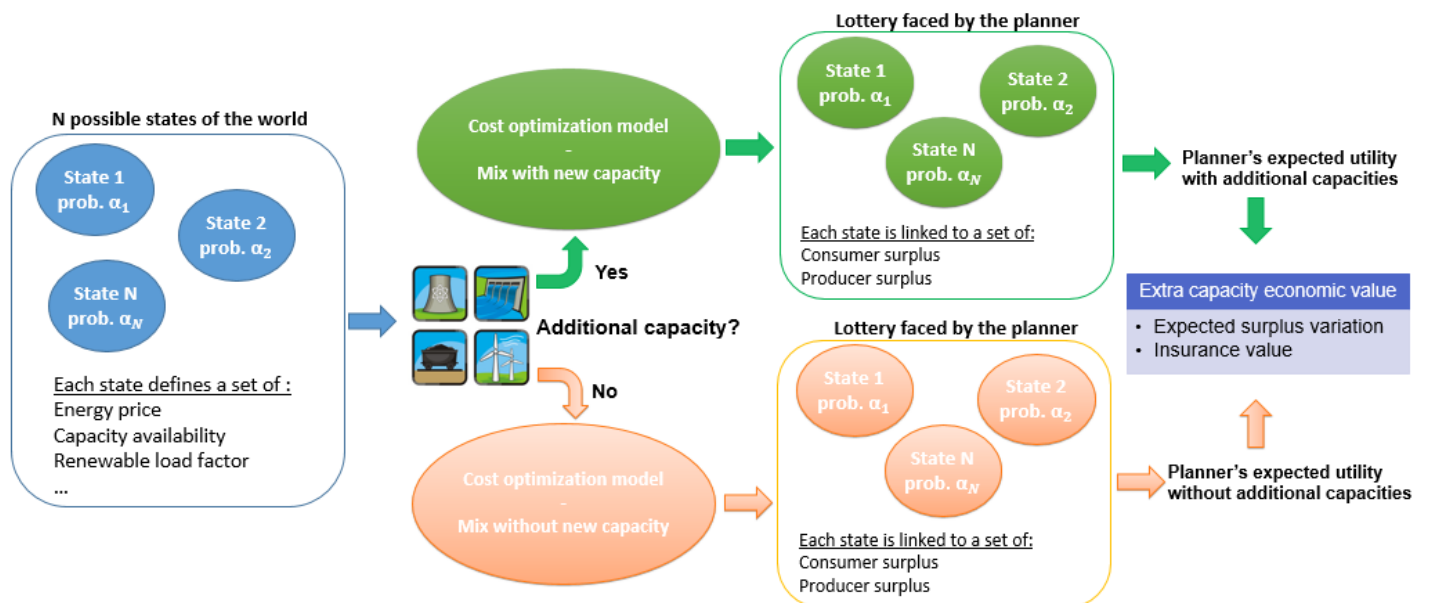 N possible states of the world
State 1
prob. α₁
State 2
prob. α₂
State N
prob. α_N
Each state defines a set of :
Energy price
Capacity availability
Renewable load factor
...
Cost optimization model
-
Mix with new capacity
Yes
Additional capacity?
No
Cost optimization model
-
Mix without new capacity
Lottery faced by the planner
State 1
prob. α₁
State 2
prob. α₂
State N
prob. α_N
Each state is linked to a set of:
Consumer surplus
Producer surplus
Lottery faced by the planner
State 1
prob. α₁
State 2
prob. α₂
State N
prob. α_N
Each state is linked to a set of:
Consumer surplus
Producer surplus
Planner's expected utility
with additional capacities
Extra capacity economic value
• Expected surplus variation
• Insurance value
Planner's expected utility
without additional capacities